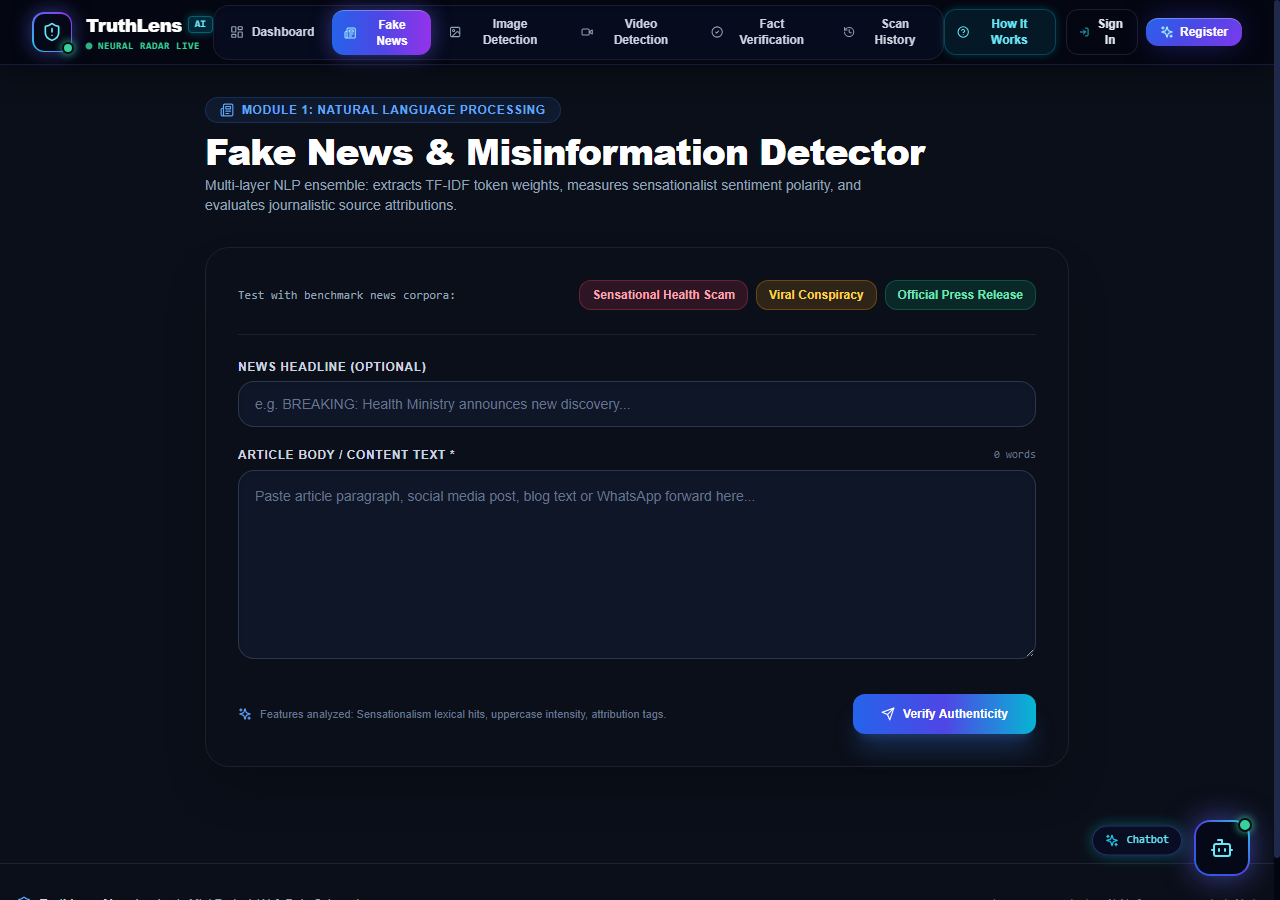 TruthLens AI
NEURAL RADAR LIVE
Dashboard
Fake
News
Image
Detection
Video
Detection
Fact
Verification
Scan
History
How It
Works
Sign
In
Register
MODULE 1: NATURAL LANGUAGE PROCESSING
Fake News & Misinformation Detector
Multi-layer NLP ensemble: extracts TF-IDF token weights, measures sensationalist sentiment polarity, and
evaluates journalistic source attributions.
Test with benchmark news corpora:
Sensational Health Scam
Viral Conspiracy
Official Press Release
NEWS HEADLINE (OPTIONAL)
e.g. BREAKING: Health Ministry announces new discovery...
ARTICLE BODY / CONTENT TEXT *
0 words
Paste article paragraph, social media post, blog text or WhatsApp forward here...
Features analyzed: Sensationalism lexical hits, uppercase intensity, attribution tags.
Verify Authenticity
Chatbot